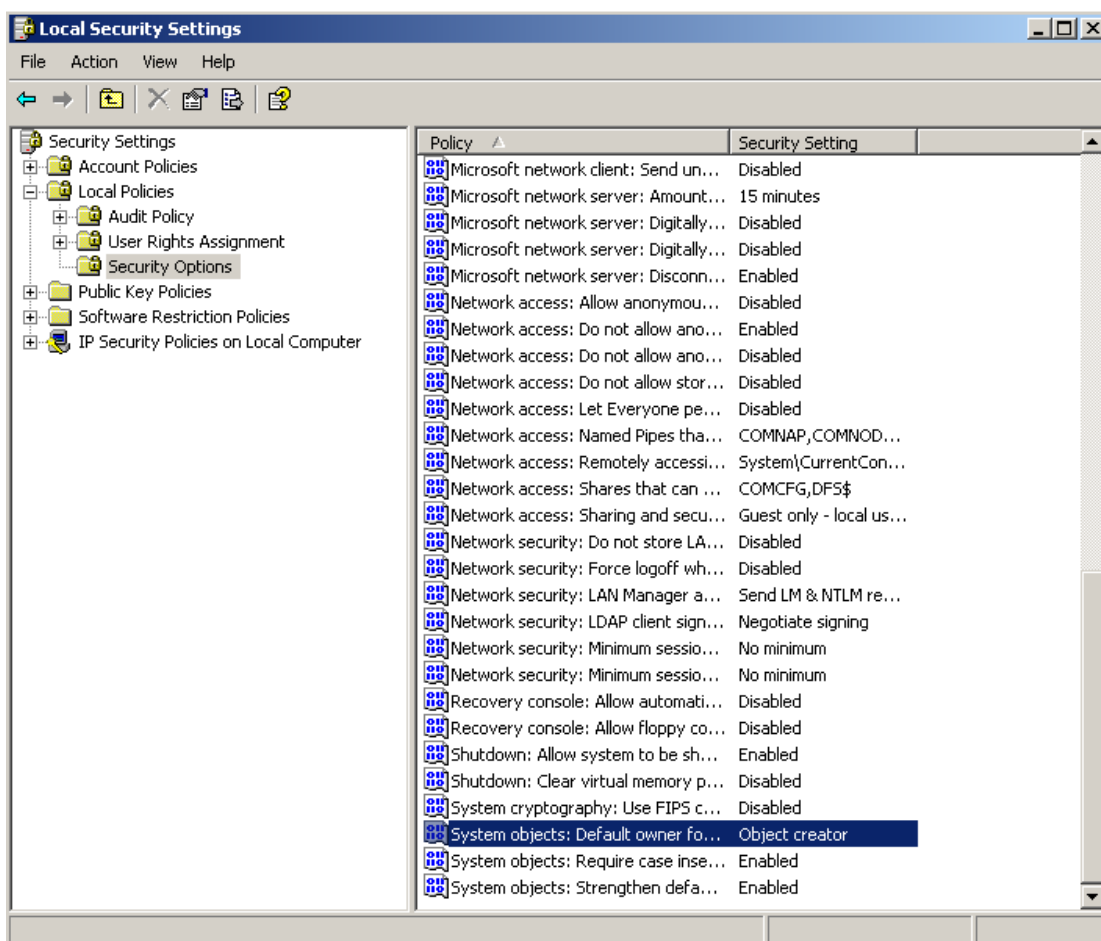 Local Security Settings
File Action View Help
Security Settings
Account Policies
Local Policies
Audit Policy
User Rights Assignment
Security Options
Public Key Policies
Software Restriction Policies
IP Security Policies on Local Computer
Policy Security Setting
Microsoft network client: Send un... Disabled
Microsoft network server: Amount... 15 minutes
Microsoft network server: Digitally... Disabled
Microsoft network server: Digitally... Disabled
Microsoft network server: Disconn... Enabled
Network access: Allow anonymou... Disabled
Network access: Do not allow ano... Enabled
Network access: Do not allow ano... Disabled
Network access: Do not allow stor... Disabled
Network access: Let Everyone pe... Disabled
Network access: Named Pipes tha... COMNAP,COMNOD...
Network access: Remotely accessi... System\CurrentCon...
Network access: Shares that can ... COMCFG,DFS$
Network access: Sharing and secu... Guest only - local us...
Network security: Do not store LA... Disabled
Network security: Force logoff wh... Disabled
Network security: LAN Manager a... Send LM & NTLM re...
Network security: LDAP client sign... Negotiate signing
Network security: Minimum sessio... No minimum
Network security: Minimum sessio... No minimum
Recovery console: Allow automati... Disabled
Recovery console: Allow floppy co... Disabled
Shutdown: Allow system to be sh... Enabled
Shutdown: Clear virtual memory p... Disabled
System cryptography: Use FIPS c... Disabled
System objects: Default owner fo... Object creator
System objects: Require case inse... Enabled
System objects: Strengthen defa... Enabled